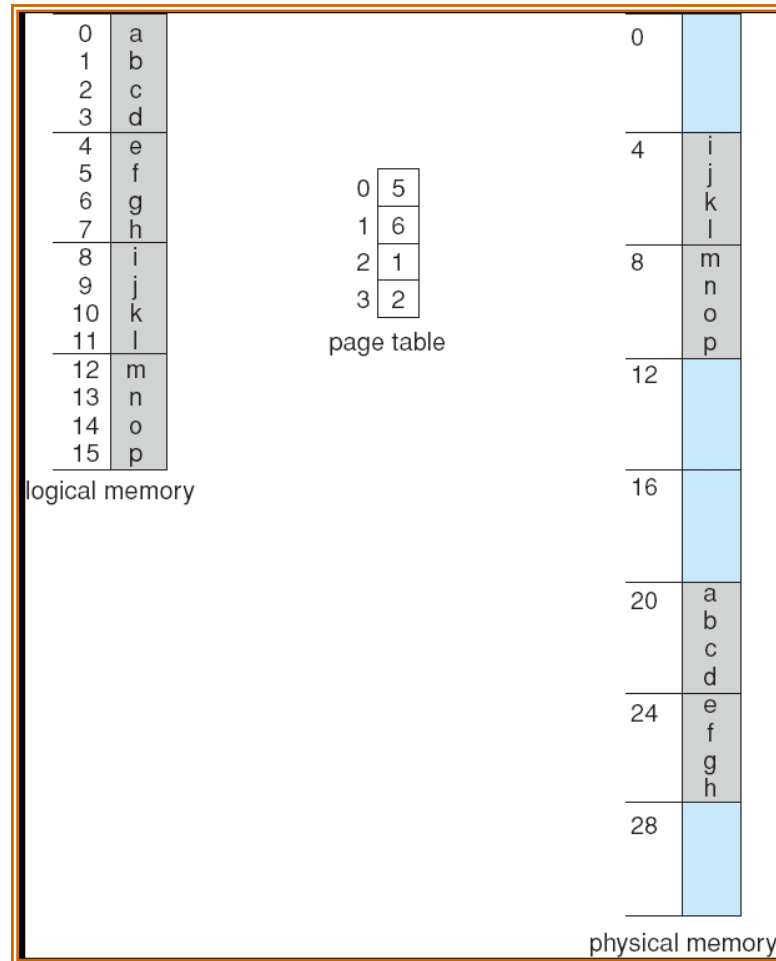 0 a
1 b
2 c
3 d
4 e
5 f
6 g
7 h
8 i
9 j
10 k
11 l
12 m
13 n
14 o
15 p
logical memory
0 5
1 6
2 1
3 2
page table
0
4 i
j
k
l
8 m
n
o
p
12
16
20 a
b
c
d
24 e
f
g
h
28
physical memory